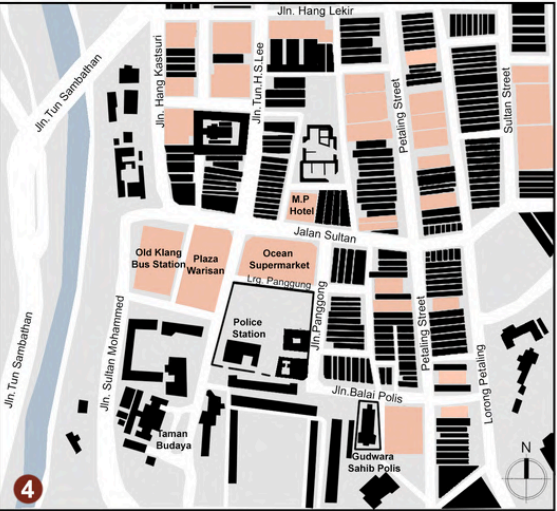 Jln. Hang Lekir
Jln.Tun Sambathan
Jln. Hang Kastsuri
Jln.Tun.H.S.Lee
Petaling Street
Sultan Street
M.P
Hotel
Jalan Sultan
Old Klang
Bus Station
Plaza
Warisan
Ocean
Supermarket
Lrg. Panggung
Police
Station
Jln.Panggong
Petaling Street
Jln.Tun Sambathan
Jln. Sultan Mohammed
Lorong Petaling
Jln.Balai Polis
Taman
Budaya
Gudwara
Sahib Polis
N
4